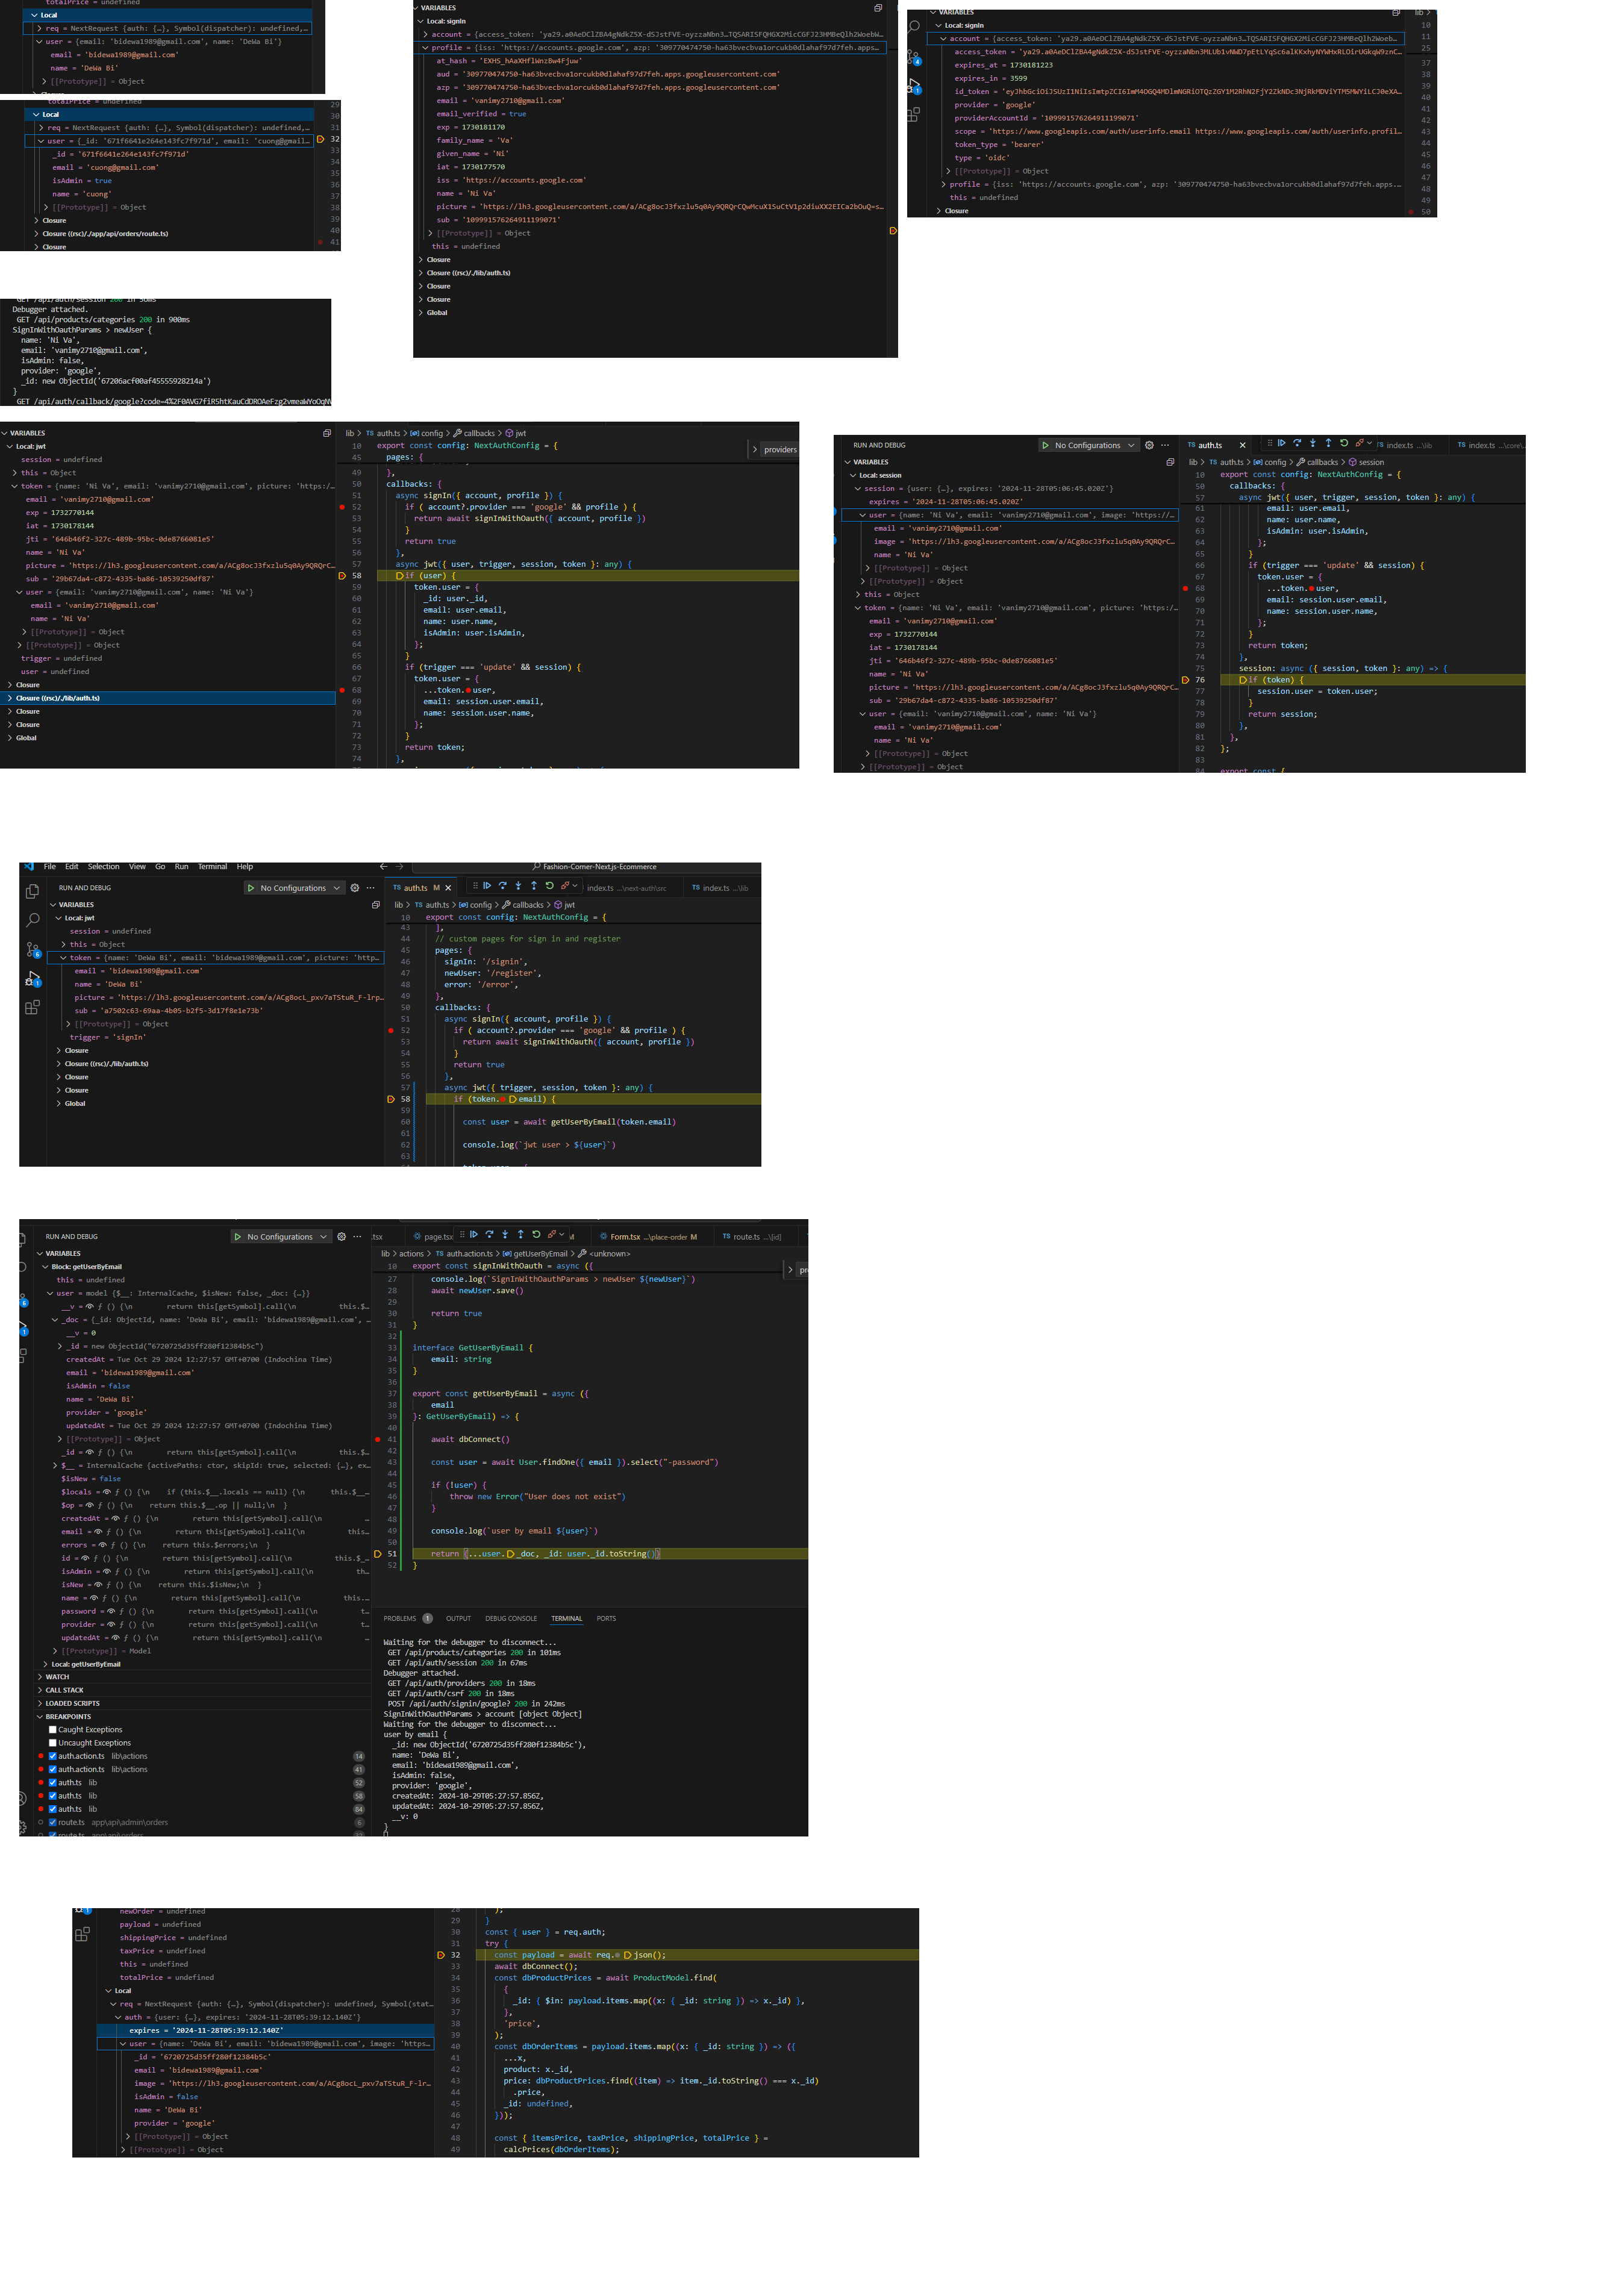 totalPrice = undefined
Local
req = NextRequest {auth: {…}, Symbol(dispatcher): undefined,…
user = {email: 'bidewa1989@gmail.com', name: 'DeWa Bi'}
email = 'bidewa1989@gmail.com'
name = 'DeWa Bi'
[[Prototype]] = Object
totalPrice = undefined
Local
req = NextRequest {auth: {…}, Symbol(dispatcher): undefined,…
user = {_id: '671f6641e264e143fc7f971d', email: 'cuong@gmail…
_id = '671f6641e264e143fc7f971d'
email = 'cuong@gmail.com'
isAdmin = true
name = 'cuong'
[[Prototype]] = Object
Closure
Closure ((rsc)/./app/api/orders/route.ts)
Closure
29
30
31
32
33
34
35
36
37
38
39
40
41
VARIABLES
Local: signIn
profile = {iss: 'https://accounts.google.com', azp: '309770474750-ha63bvecbva1orcukb0dlahaf97d7feh.apps…
at_hash = 'EXHS_hAaXHflWnzBw4Fjuw'
aud = '309770474750-ha63bvecbva1orcukb0dlahaf97d7feh.apps.googleusercontent.com'
azp = '309770474750-ha63bvecbva1orcukb0dlahaf97d7feh.apps.googleusercontent.com'
email = 'vanimy2710@gmail.com'
email_verified = true
exp = 1730181170
family_name = 'Va'
given_name = 'Ni'
iat = 1730177570
iss = 'https://accounts.google.com'
name = 'Ni Va'
sub = '109991576264911199071'
[[Prototype]] = Object
this = undefined
Closure
Closure ((rsc)/./lib/auth.ts)
Closure
Closure
Global
VARIABLES
Local: signIn
expires_at = 1730181223
expires_in = 3599
provider = 'google'
providerAccountId = '109991576264911199071'
scope = 'https://www.googleapis.com/auth/userinfo.email https://www.googleapis.com/auth/userinfo.profil…
token_type = 'bearer'
type = 'oidc'
[[Prototype]] = Object
profile = {iss: 'https://accounts.google.com', azp: '309770474750-ha63bvecbva1orcukb0dlahaf97d7feh.apps.…
this = undefined
Closure
lib >
10
11
25
37
38
39
40
41
42
43
44
45
46
47
48
49
50
GET /api/auth/session 200 in 50ms
Debugger attached.
GET /api/products/categories 200 in 900ms
SignInWithOauthParams > newUser {
name: 'Ni Va',
email: 'vanimy2710@gmail.com',
isAdmin: false,
provider: 'google',
_id: new ObjectId('67206acf00af45555928214a')
}
VARIABLES
Local: jwt
session = undefined
this = Object
token = {name: 'Ni Va', email: 'vanimy2710@gmail.com', picture: 'https:/…
email = 'vanimy2710@gmail.com'
exp = 1732770144
iat = 1730178144
jti = '646b46f2-327c-489b-95bc-0de8766081e5'
name = 'Ni Va'
picture = 'https://lh3.googleusercontent.com/a/ACg8ocJ3fxzlu5q0Ay9QRQrC…
sub = '29b67da4-c872-4335-ba86-10539250df87'
user = {email: 'vanimy2710@gmail.com', name: 'Ni Va'}
email = 'vanimy2710@gmail.com'
name = 'Ni Va'
[[Prototype]] = Object
[[Prototype]] = Object
trigger = undefined
user = undefined
Closure
Closure ((rsc)/./lib/auth.ts)
Closure
Closure
Global
lib > TS auth.ts > config > callbacks > jwt
10 export const config: NextAuthConfig = {
45 pages: {
providers
49 },
50 callbacks: {
51 async signIn({ account, profile }) {
52 if ( account?.provider === 'google' && profile ) {
53 return await signInWithOauth({ account, profile })
54 }
55 return true
56 },
57 async jwt({ user, trigger, session, token }: any) {
58 if (user) {
59 token.user = {
60 _id: user._id,
61 email: user.email,
62 name: user.name,
63 isAdmin: user.isAdmin,
64 };
65 }
66 if (trigger === 'update' && session) {
67 token.user = {
68 ...token.user,
69 email: session.user.email,
70 name: session.user.name,
71 };
72 }
73 return token;
74 },
RUN AND DEBUG No Configurations
VARIABLES
Local: session
session = {user: {…}, expires: '2024-11-28T05:06:45.020Z'}
expires = '2024-11-28T05:06:45.020Z'
user = {name: 'Ni Va', email: 'vanimy2710@gmail.com', image: 'https://…
email = 'vanimy2710@gmail.com'
image = 'https://lh3.googleusercontent.com/a/ACg8ocJ3fxzlu5q0Ay9QRQrC…
name = 'Ni Va'
[[Prototype]] = Object
[[Prototype]] = Object
this = Object
token = {name: 'Ni Va', email: 'vanimy2710@gmail.com', picture: 'https:/…
email = 'vanimy2710@gmail.com'
exp = 1732770144
iat = 1730178144
jti = '646b46f2-327c-489b-95bc-0de8766081e5'
name = 'Ni Va'
picture = 'https://lh3.googleusercontent.com/a/ACg8ocJ3fxzlu5q0Ay9QRQrC…
sub = '29b67da4-c872-4335-ba86-10539250df87'
user = {email: 'vanimy2710@gmail.com', name: 'Ni Va'}
email = 'vanimy2710@gmail.com'
name = 'Ni Va'
[[Prototype]] = Object
[[Prototype]] = Object
TS auth.ts index.ts ...\lib TS index.ts ...\core\...
lib > TS auth.ts > config > callbacks > session
10 export const config: NextAuthConfig = {
50 callbacks: {
57 async jwt({ user, trigger, session, token }: any) {
61 email: user.email,
62 name: user.name,
63 isAdmin: user.isAdmin,
64 };
65 }
66 if (trigger === 'update' && session) {
67 token.user = {
68 ...token.user,
69 email: session.user.email,
70 name: session.user.name,
71 };
72 }
73 return token;
74 },
75 session: async ({ session, token }: any) => {
76 if (token) {
77 session.user = token.user;
78 }
79 return session;
80 },
81 },
82 };
84 export const {
File Edit Selection View Go Run Terminal Help
Fashion-Corner-Next.js-Ecommerce
RUN AND DEBUG No Configurations
VARIABLES
Local: jwt
session = undefined
this = Object
token = {name: 'DeWa Bi', email: 'bidewa1989@gmail.com', picture: 'http…
email = 'bidewa1989@gmail.com'
name = 'DeWa Bi'
picture = 'https://lh3.googleusercontent.com/a/ACg8ocL_pxv7aTStuR_F-lrp…
sub = 'a7502c63-69aa-4b05-b2f5-3d17f8e1e73b'
[[Prototype]] = Object
trigger = 'signIn'
Closure
Closure ((rsc)/./lib/auth.ts)
Closure
Closure
Global
TS auth.ts M index.ts ...\next-auth\src TS index.ts ...\lib
lib > TS auth.ts > config > callbacks > jwt
10 export const config: NextAuthConfig = {
43 ],
44 // custom pages for sign in and register
45 pages: {
46 signIn: '/signin',
47 newUser: '/register',
48 error: '/error',
49 },
50 callbacks: {
51 async signIn({ account, profile }) {
52 if ( account?.provider === 'google' && profile ) {
53 return await signInWithOauth({ account, profile })
54 }
55 return true
56 },
57 async jwt({ trigger, session, token }: any) {
58 if (token.email) {
59
60 const user = await getUserByEmail(token.email)
61
62 console.log(`jwt user > ${user}`)
63
RUN AND DEBUG No Configurations
VARIABLES
Block: getUserByEmail
this = undefined
user = model {$__: InternalCache, $isNew: false, _doc: {…}}
__v = ƒ () {\n return this[getSymbol].call(\n this.$…
_doc = {_id: ObjectId, name: 'DeWa Bi', email: 'bidewa1989@gmail.com', …
__v = 0
_id = new ObjectId("6720725d35ff280f12384b5c")
createdAt = Tue Oct 29 2024 12:27:57 GMT+0700 (Indochina Time)
email = 'bidewa1989@gmail.com'
isAdmin = false
name = 'DeWa Bi'
provider = 'google'
updatedAt = Tue Oct 29 2024 12:27:57 GMT+0700 (Indochina Time)
[[Prototype]] = Object
_id = ƒ () {\n return this[getSymbol].call(\n this.$…
$__ = InternalCache {activePaths: ctor, skipId: true, selected: {…}, ex…
$isNew = false
$locals = ƒ () {\n if (this.$__.locals == null) {\n this.$__…
$op = ƒ () {\n return this.$__.op || null;\n }
createdAt = ƒ () {\n return this[getSymbol].call(\n …
email = ƒ () {\n return this[getSymbol].call(\n this…
errors = ƒ () {\n return this.$errors;\n }
id = ƒ () {\n return this[getSymbol].call(\n this.$_…
isAdmin = ƒ () {\n return this[getSymbol].call(\n th…
isNew = ƒ () {\n return this.$isNew;\n }
name = ƒ () {\n return this[getSymbol].call(\n this.…
password = ƒ () {\n return this[getSymbol].call(\n t…
provider = ƒ () {\n return this[getSymbol].call(\n t…
updatedAt = ƒ () {\n return this[getSymbol].call(\n …
[[Prototype]] = Model
Local: getUserByEmail
WATCH
CALL STACK
LOADED SCRIPTS
BREAKPOINTS
Caught Exceptions
Uncaught Exceptions
auth.action.ts lib\actions 14
auth.action.ts lib\actions 41
auth.ts lib 52
auth.ts lib 58
auth.ts lib 84
route.ts app\api\admin\orders 6
route.ts app\api\orders
.tsx page.tsx M Form.tsx ...\place-order M TS route.ts ...\[id]
lib > actions > TS auth.action.ts > getUserByEmail > <unknown>
10 export const signInWithOauth = async ({
27 console.log(`SignInWithOauthParams > newUser ${newUser}`)
28 await newUser.save()
29
30 return true
31 }
32
33 interface GetUserByEmail {
34 email: string
35 }
36
37 export const getUserByEmail = async ({
38 email
39 }: GetUserByEmail) => {
40
41 await dbConnect()
42
43 const user = await User.findOne({ email }).select("-password")
44
45 if (!user) {
46 throw new Error("User does not exist")
47 }
48
49 console.log(`user by email ${user}`)
50
51 return {...user._doc, _id: user._id.toString()}
52 }
PROBLEMS 1 OUTPUT DEBUG CONSOLE TERMINAL PORTS
Waiting for the debugger to disconnect...
GET /api/products/categories 200 in 101ms
GET /api/auth/session 200 in 67ms
Debugger attached.
GET /api/auth/providers 200 in 18ms
GET /api/auth/csrf 200 in 18ms
POST /api/auth/signin/google? 200 in 242ms
SignInWithOauthParams > account [object Object]
Waiting for the debugger to disconnect...
user by email {
_id: new ObjectId('6720725d35ff280f12384b5c'),
name: 'DeWa Bi',
email: 'bidewa1989@gmail.com',
isAdmin: false,
provider: 'google',
createdAt: 2024-10-29T05:27:57.856Z,
updatedAt: 2024-10-29T05:27:57.856Z,
__v: 0
}
newOrder = undefined
payload = undefined
shippingPrice = undefined
taxPrice = undefined
this = undefined
totalPrice = undefined
Local
req = NextRequest {auth: {…}, Symbol(dispatcher): undefined, Symbol(stat…
auth = {user: {…}, expires: '2024-11-28T05:39:12.140Z'}
expires = '2024-11-28T05:39:12.140Z'
user = {name: 'DeWa Bi', email: 'bidewa1989@gmail.com', image: 'https…
_id = '6720725d35ff280f12384b5c'
email = 'bidewa1989@gmail.com'
image = 'https://lh3.googleusercontent.com/a/ACg8ocL_pxv7aTStuR_F-lr…
isAdmin = false
name = 'DeWa Bi'
provider = 'google'
[[Prototype]] = Object
[[Prototype]] = Object
28 );
29 }
30 const { user } = req.auth;
31 try {
32 const payload = await req.json();
33 await dbConnect();
34 const dbProductPrices = await ProductModel.find(
35 {
36 _id: { $in: payload.items.map((x: { _id: string }) => x._id) },
37 },
38 'price',
39 );
40 const dbOrderItems = payload.items.map((x: { _id: string }) => ({
41 ...x,
42 product: x._id,
43 price: dbProductPrices.find((item) => item._id.toString() === x._id)
44 .price,
45 _id: undefined,
46 }));
47
48 const { itemsPrice, taxPrice, shippingPrice, totalPrice } =
49 calcPrices(dbOrderItems);